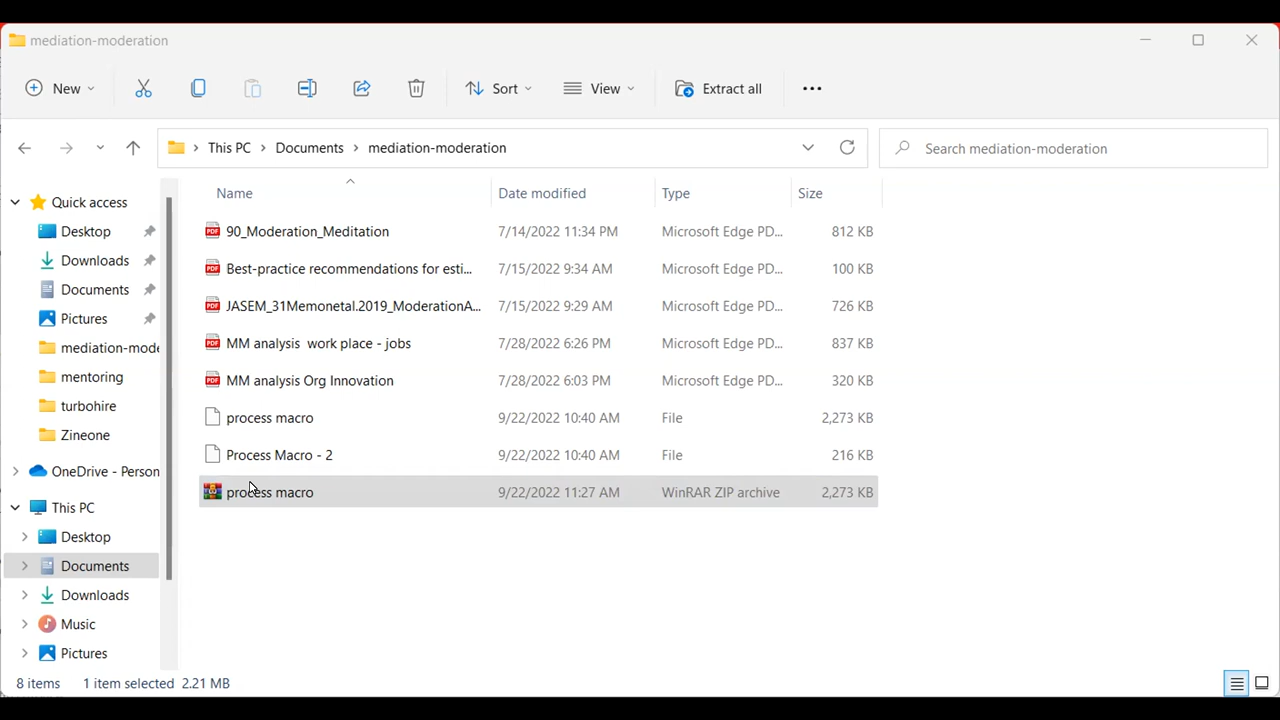 mediation-moderation
New
Sort
View
Extract all
This PC > Documents > mediation-moderation
Search mediation-moderation
Name Date modified Type Size
Quick access
Desktop
Downloads
Documents
Pictures
mediation-mode
mentoring
turbohire
Zineone
OneDrive - Person
This PC
Desktop
Documents
Downloads
Music
Pictures
90_Moderation_Meditation 7/14/2022 11:34 PM Microsoft Edge PD... 812 KB
Best-practice recommendations for esti... 7/15/2022 9:34 AM Microsoft Edge PD... 100 KB
JASEM_31Memonetal.2019_ModerationA... 7/15/2022 9:29 AM Microsoft Edge PD... 726 KB
MM analysis work place - jobs 7/28/2022 6:26 PM Microsoft Edge PD... 837 KB
MM analysis Org Innovation 7/28/2022 6:03 PM Microsoft Edge PD... 320 KB
process macro 9/22/2022 10:40 AM File 2,273 KB
Process Macro - 2 9/22/2022 10:40 AM File 216 KB
process macro 9/22/2022 11:27 AM WinRAR ZIP archive 2,273 KB
8 items 1 item selected 2.21 MB